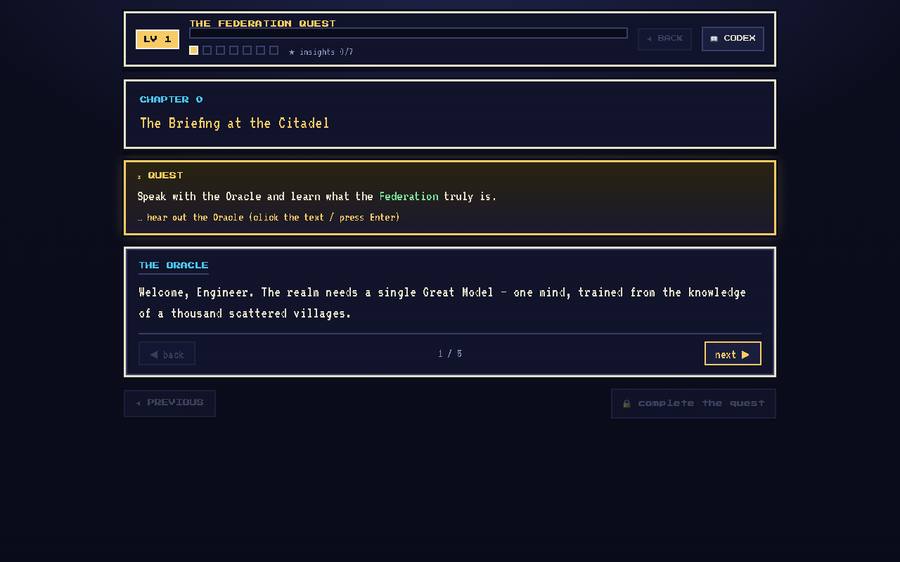 LV 1
THE FEDERATION QUEST
★ insights 0/7
◄ BACK
CODEX
CHAPTER 0
The Briefing at the Citadel
QUEST
Speak with the Oracle and learn what the Federation truly is.
… hear out the Oracle (click the text / press Enter)
THE ORACLE
Welcome, Engineer. The realm needs a single Great Model — one mind, trained from the knowledge
of a thousand scattered villages.
◀ back
1 / 5
next ▶
◄ PREVIOUS
complete the quest